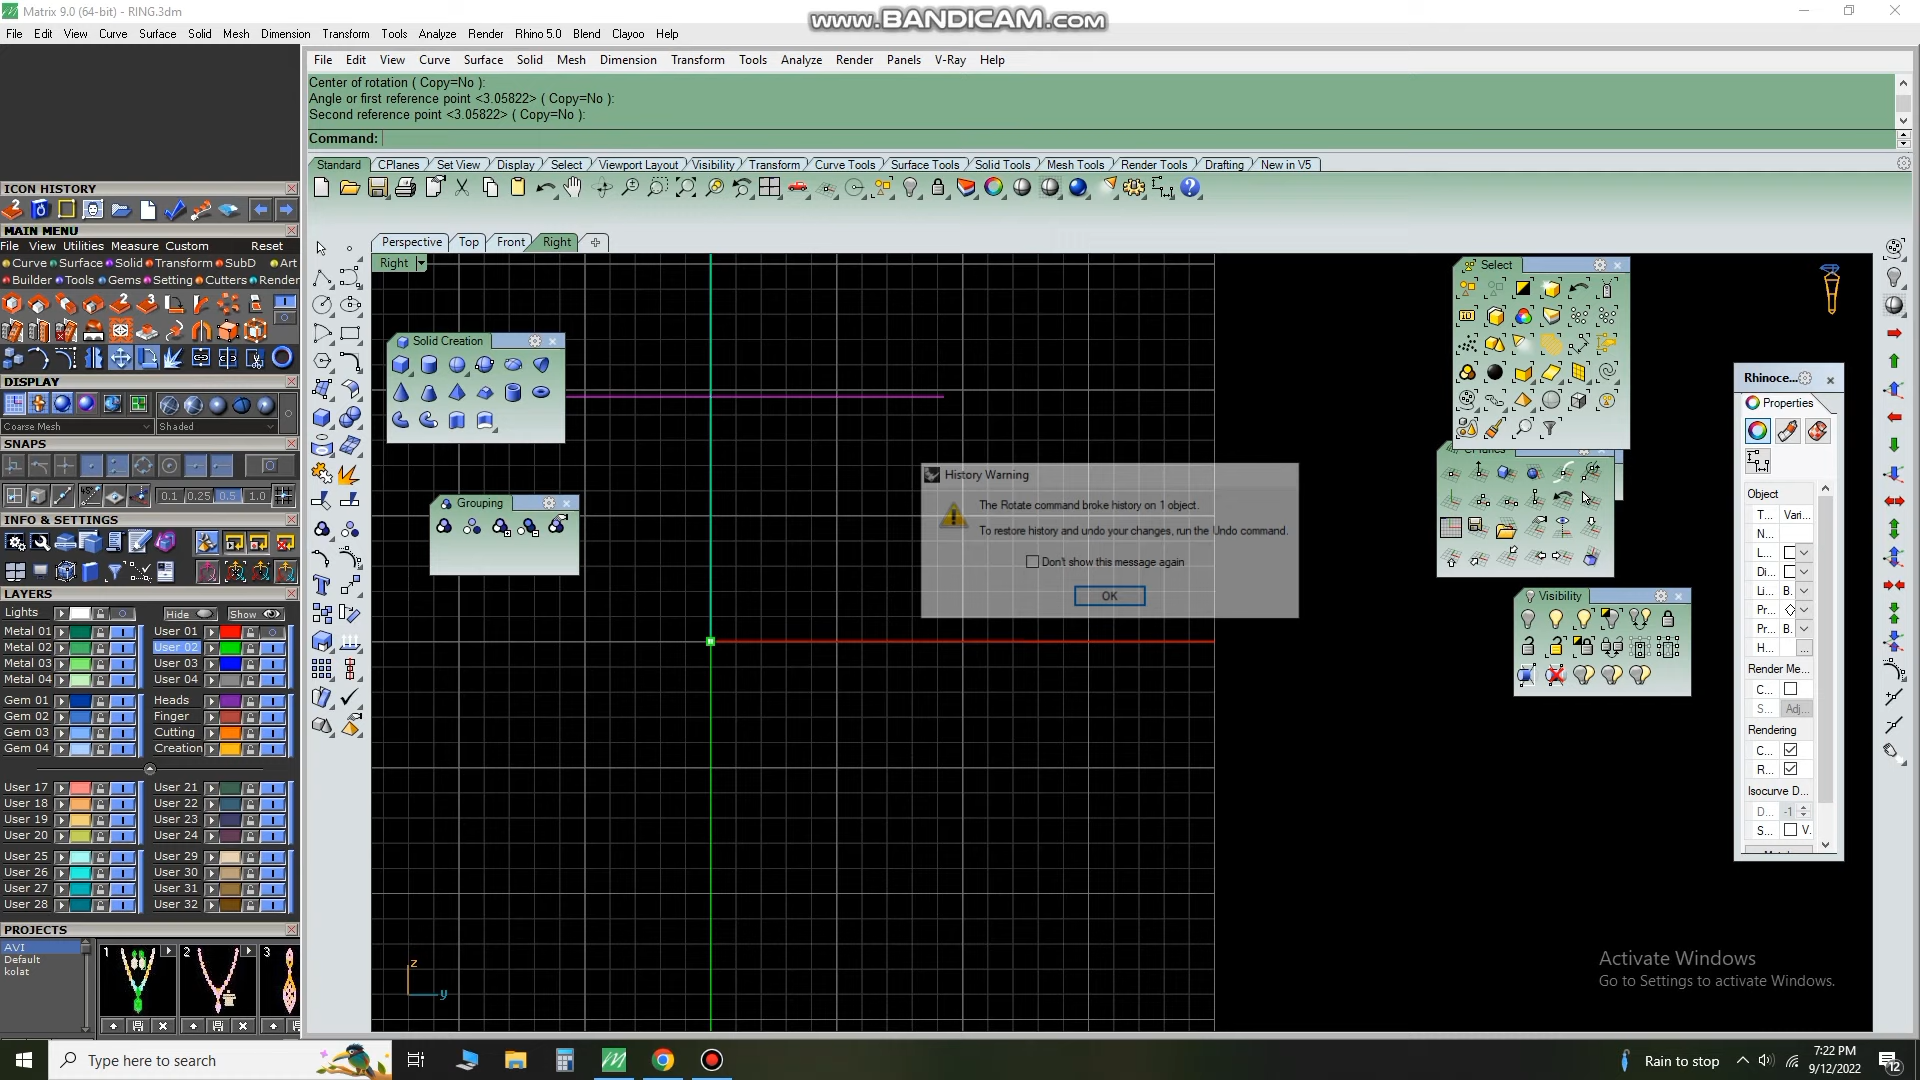 Matrix 9.0 (64-bit) - RING.3dm
www.BANDICAM.com
File Edit View Curve Surface Solid Mesh Dimension Transform Tools Analyze Render Rhino 5.0 Blend Clayoo Help
File Edit View Curve Surface Solid Mesh Dimension Transform Tools Analyze Render Panels V-Ray Help
Center of rotation ( Copy=No ):
Angle or first reference point <3.05822> ( Copy=No ):
Second reference point <3.05822> ( Copy=No ):
Command:
Standard CPlanes Set View Display Select Viewport Layout Visibility Transform Curve Tools Surface Tools Solid Tools Mesh Tools Render Tools Drafting New in V5
ICON HISTORY
MAIN MENU
File View Utilities Measure Custom Reset
Curve Surface Solid Transform SubD Art
Builder Tools Gems Setting Cutters Render
Perspective Top Front Right
Right
DISPLAY
Coarse Mesh Shaded
SNAPS
0.1 0.25 0.5 1.0
INFO & SETTINGS
LAYERS
Lights Hide Show
Metal 01 User 01
Metal 02 User 02
Metal 03 User 03
Metal 04 User 04
Gem 01 Heads
Gem 02 Finger
Gem 03 Cutting
Gem 04 Creation
User 17 User 21
User 18 User 22
User 19 User 23
User 20 User 24
User 25 User 29
User 26 User 30
User 27 User 31
User 28 User 32
PROJECTS
AVI
Default
kolat
1 2 3
Solid Creation
Grouping
History Warning
The Rotate command broke history on 1 object.
To restore history and undo your changes, run the Undo command.
Don't show this message again
OK
z
y
Select
CPlanes
Visibility
Rhinoce...
Properties
Object
T... Vari...
N...
L...
Di...
Li... B.
Pr...
Pr... B.
H... ...
Render Me...
C...
S... Adj...
Rendering
C...
R...
Isocurve D...
D... -1
S... V.
Activate Windows
Go to Settings to activate Windows.
Type here to search
Rain to stop
7:22 PM
9/12/2022
12